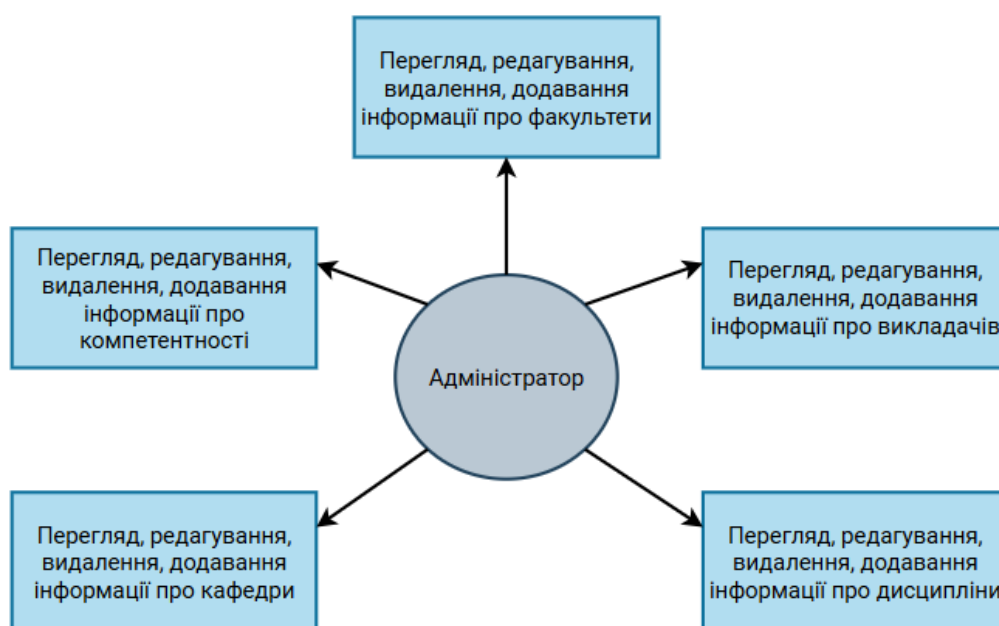 Перегляд, редагування,
видалення, додавання
інформації про факультети
Перегляд, редагування,
видалення, додавання
інформації про
компетентності
Перегляд, редагування,
видалення, додавання
інформації про викладачів
Адміністратор
Перегляд, редагування,
видалення, додавання
інформації про кафедри
Перегляд, редагування,
видалення, додавання
інформації про дисципліни